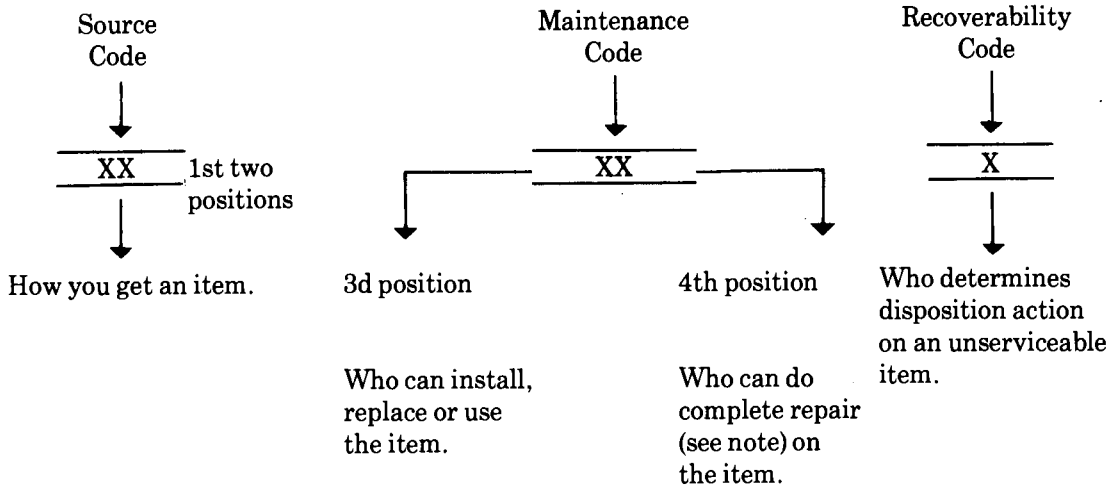 Source
Code
XX
1st two
positions
How you get an item.
Maintenance
Code
XX
3d position
Who can install,
replace or use
the item.
4th position
Who can do
complete repair
(see note) on
the item.
Recoverability
Code
X
Who determines
disposition action
on an unserviceable
item.